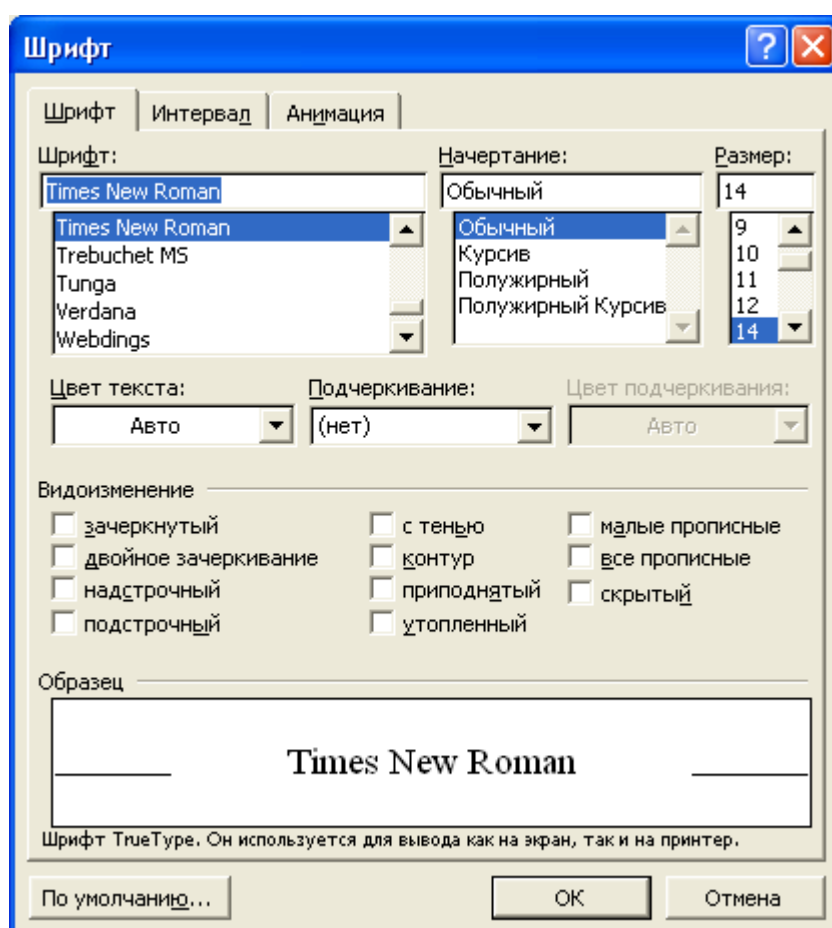 Шрифт
Шрифт Интервал Анимация
Шрифт: Начертание: Размер:
Times New Roman Обычный 14
Times New Roman Обычный 9
Trebuchet MS Курсив 10
Tunga Полужирный 11
Verdana Полужирный Курсив 12
Webdings 14
Цвет текста: Подчеркивание: Цвет подчеркивания:
Авто (нет) Авто
Видоизменение
зачеркнутый с тенью малые прописные
двойное зачеркивание контур все прописные
надстрочный приподнятый скрытый
подстрочный утопленный
Образец
Times New Roman
Шрифт TrueType. Он используется для вывода как на экран, так и на принтер.
По умолчанию... ОК Отмена